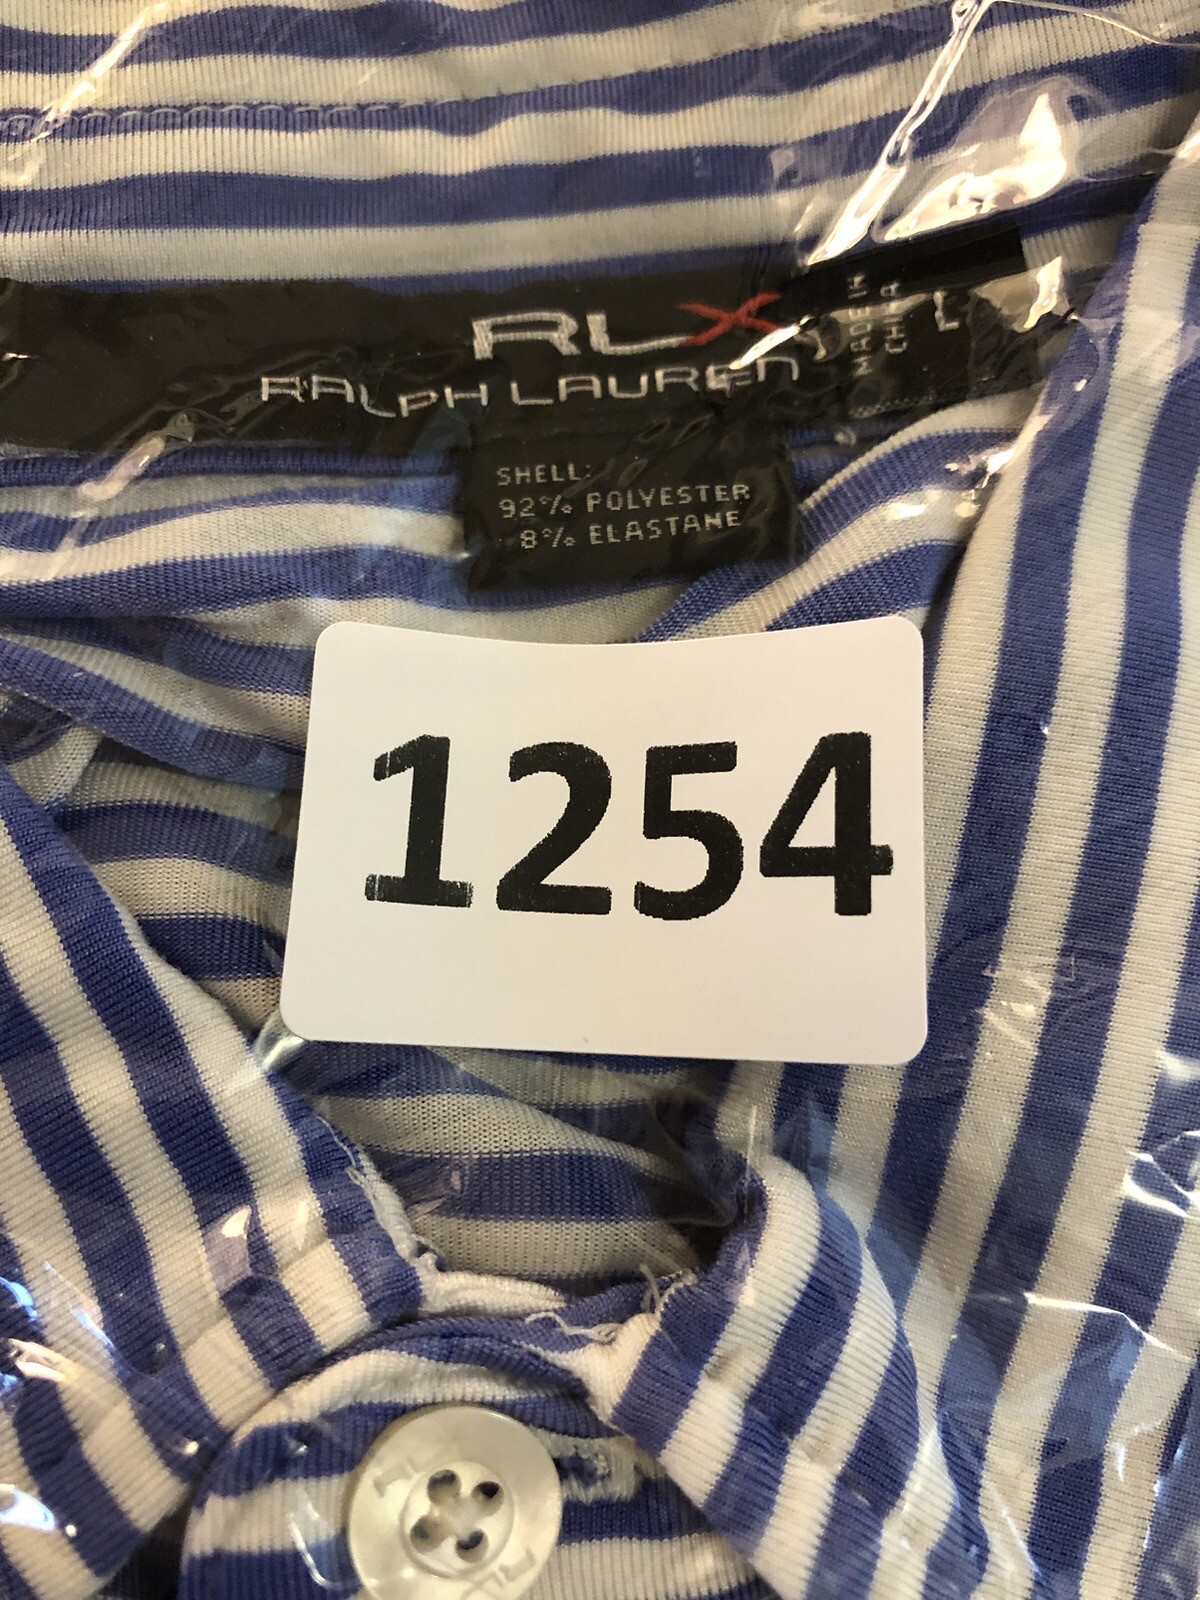 RLX
RALPH LAUREN
MADE IN
CHINA
L
SHELL:
92% POLYESTER
8% ELASTANE
1254